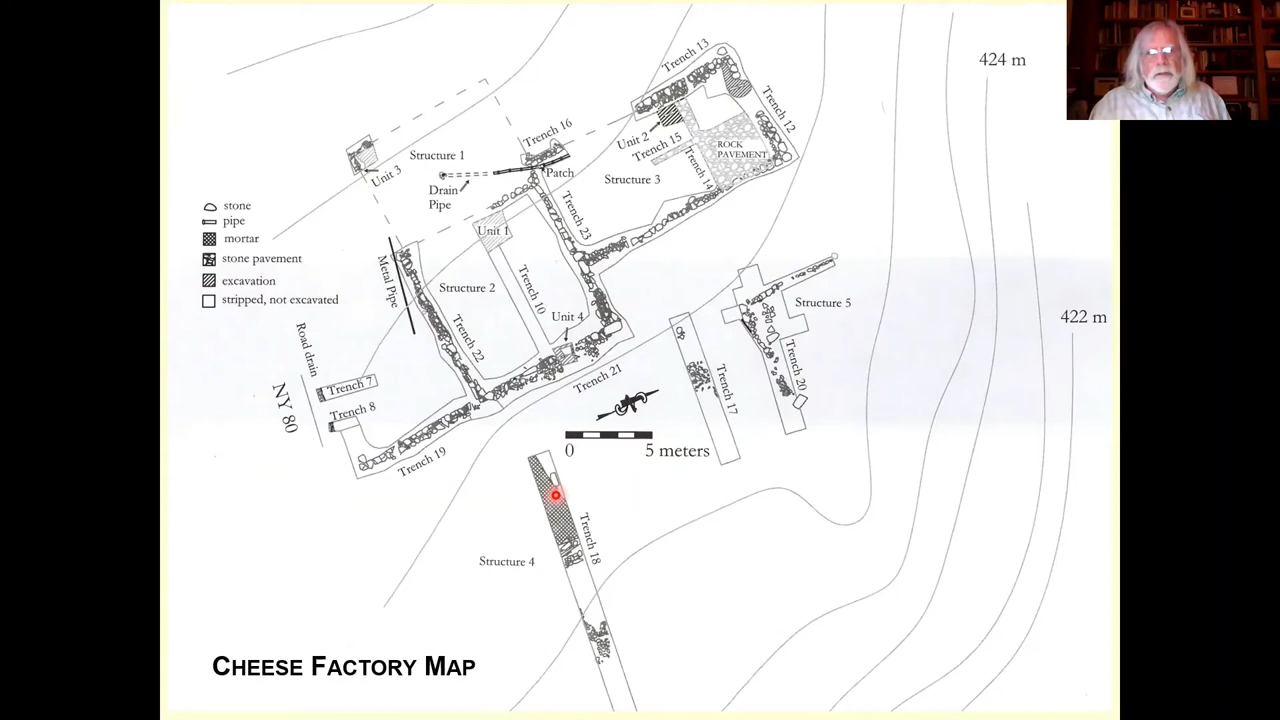 424 m
Trench 13
Trench 12
Trench 16
Unit 2
Trench 15
ROCK
PAVEMENT
Structure 1
Unit 3
Patch
Trench 14
Structure 3
Drain
Pipe
stone
pipe
mortar
stone pavement
excavation
stripped, not excavated
Trench 23
Unit 1
Metal Pipe
Structure 2
Trench 10
Structure 5
Unit 4
422 m
Road drain
Trench 22
Trench 21
Trench 20
Trench 7
Trench 8
NY 80
Trench 17
Trench 19
0 5 meters
Trench 18
Structure 4
CHEESE FACTORY MAP